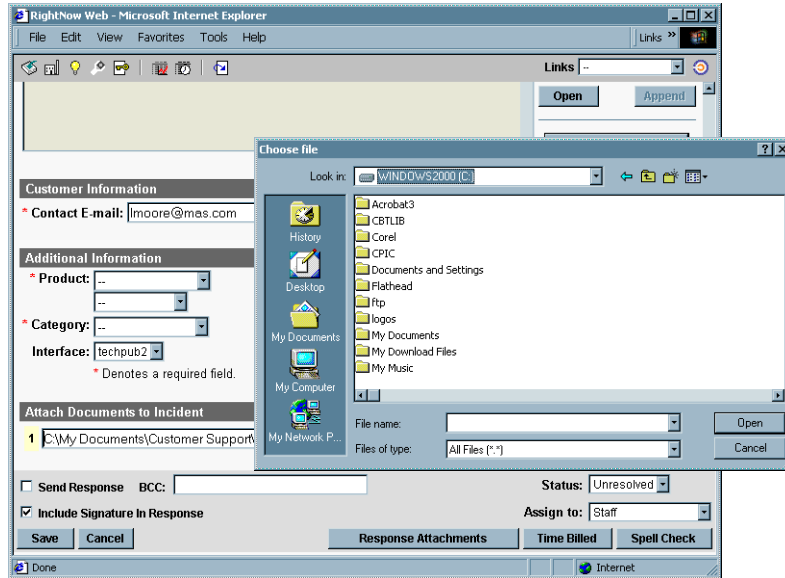 RightNow Web - Microsoft Internet Explorer
File Edit View Favorites Tools Help
Links »
Links --
Open Append
Choose file
Look in: WINDOWS2000 (C:)
History
Desktop
My Documents
My Computer
My Network P...
Acrobat3
CBTLIB
Corel
CPIC
Documents and Settings
Flathead
ftp
logos
My Documents
My Download Files
My Music
File name: Open
Files of type: All Files (*.*) Cancel
Customer Information
* Contact E-mail: lmoore@mas.com
Additional Information
* Product: --
--
* Category: --
Interface: techpub2
* Denotes a required field.
Attach Documents to Incident
1 C:\My Documents\Customer Support\
Send Response BCC: Status: Unresolved
Include Signature In Response Assign to: Staff
Save Cancel Response Attachments Time Billed Spell Check
Done Internet